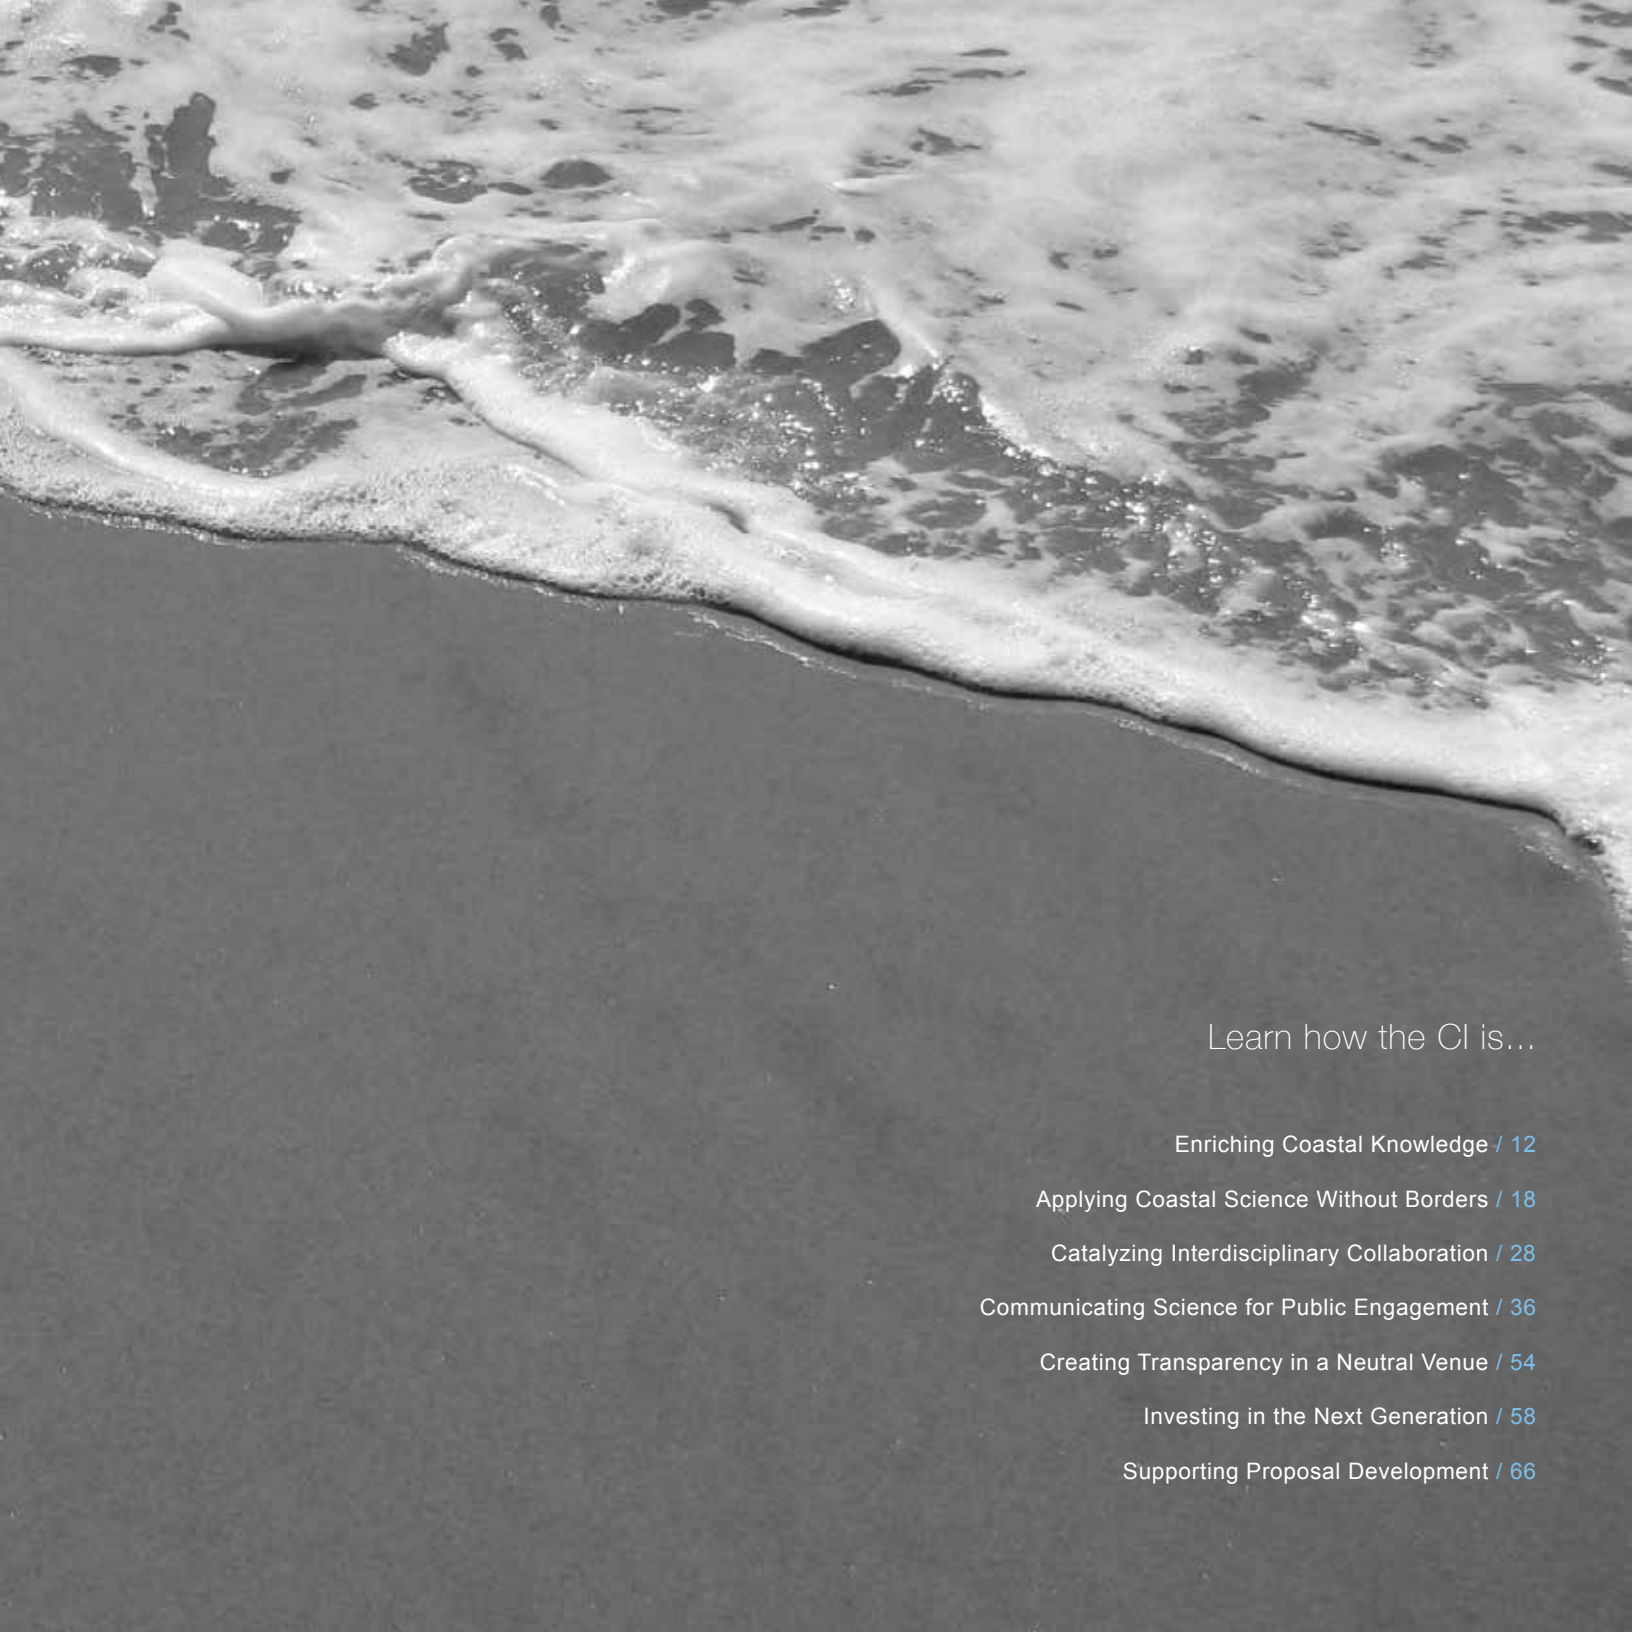 Learn how the CI is...
Enriching Coastal Knowledge / 12
Applying Coastal Science Without Borders / 18
Catalyzing Interdisciplinary Collaboration / 28
Communicating Science for Public Engagement / 36
Creating Transparency in a Neutral Venue / 54
Investing in the Next Generation / 58
Supporting Proposal Development / 66